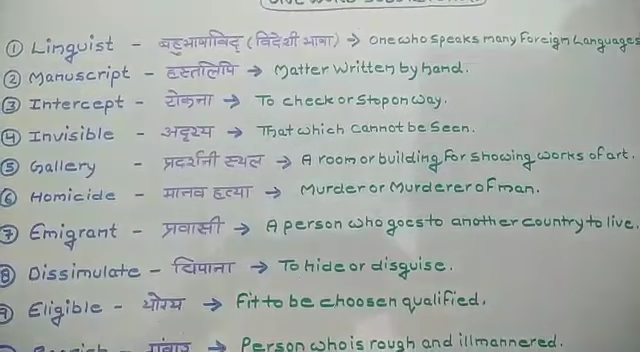 ① Linguist - बहुभाषाविद् (विदेशी भाषा) → One who speaks many Foreign Languages
② Manuscript - हस्तलिपि → Matter written by hand.
③ Intercept - रोकना → To check or stop on way.
④ Invisible - अदृश्य → That which cannot be seen.
⑤ Gallery - प्रदर्शनी स्थल → A room or building for showing works of art.
⑥ Homicide - मानव हत्या → Murder or Murderer of man.
⑦ Emigrant - प्रवासी → A person who goes to another country to live.
⑧ Dissimulate - छिपाना → To hide or disguise.
⑨ Eligible - योग्य → Fit to be choosen qualified.
गंवार → Person who is rough and ill mannered.